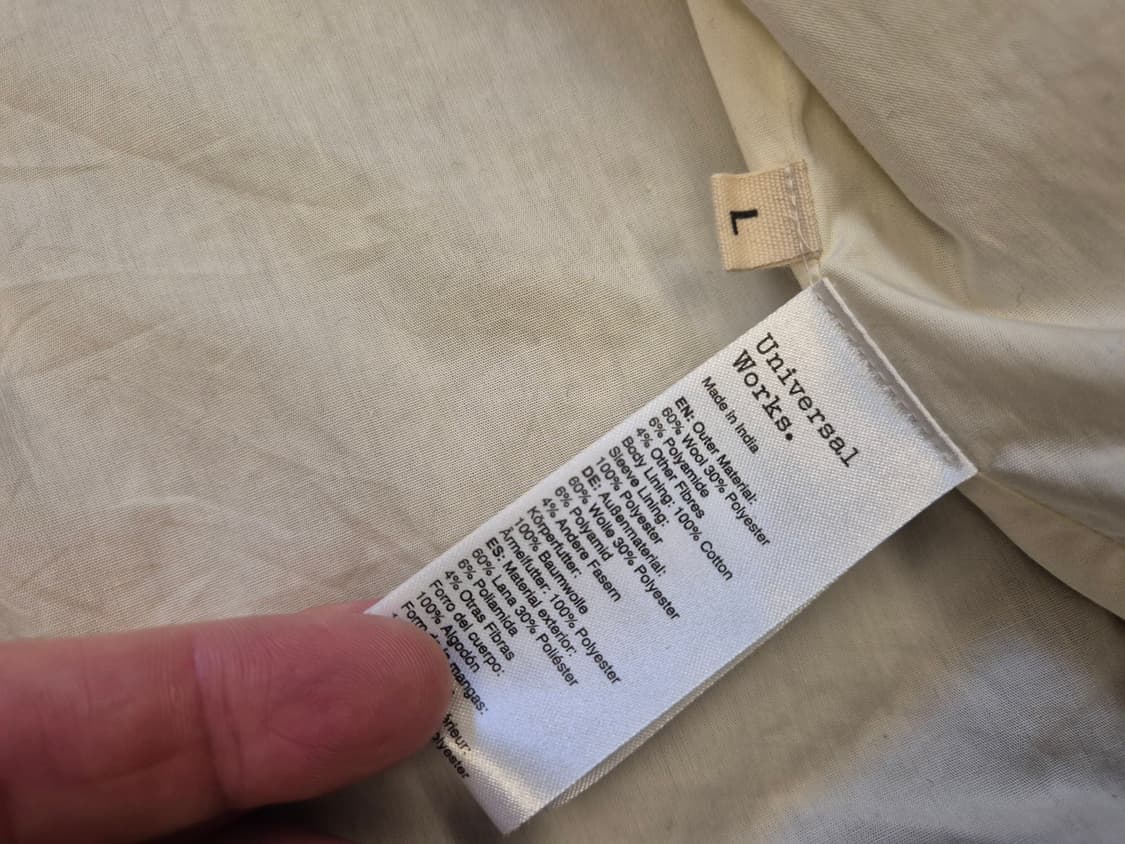 L
Universal
Works.
Made in India
EN: Outer Material:
60% Wool 30% Polyester
6% Polyamide
4% Other Fibres
Body Lining: 100% Cotton
Sleeve Lining:
100% Polyester
DE: Außenmaterial:
60% Wolle 30% Polyester
6% Polyamid
4% Andere Fasern
Körperfutter:
100% Baumwolle
Ärmelfutter: 100% Polyester
ES: Material exterior:
60% Lana 30% Poliéster
6% Poliamida
4% Otras Fibras
Forro del cuerpo:
100% Algodón
mangas: